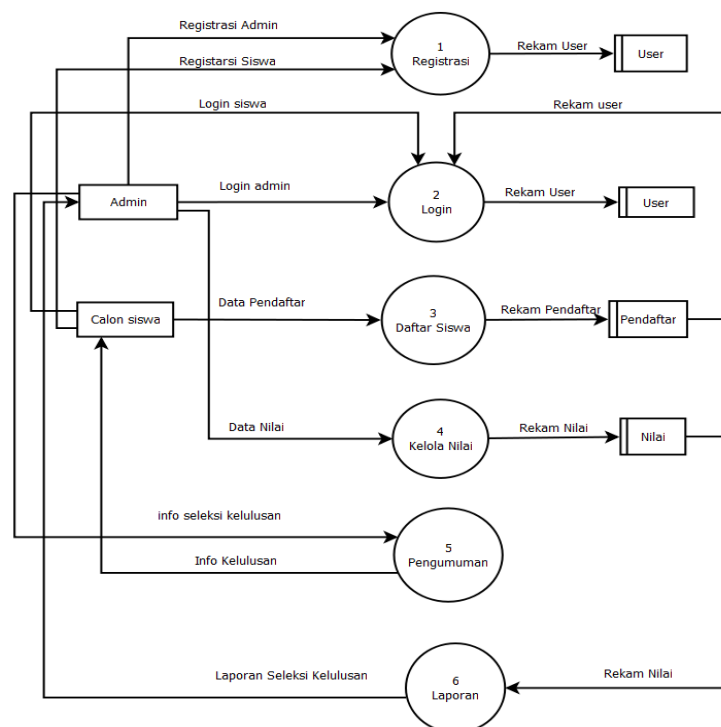 Registrasi Admin
1
Registrasi
Rekam User
User
Registarsi Siswa
Login siswa
Rekam user
Admin
Login admin
2
Login
Rekam User
User
Calon siswa
Data Pendaftar
3
Daftar Siswa
Rekam Pendaftar
Pendaftar
Data Nilai
4
Kelola Nilai
Rekam Nilai
Nilai
info seleksi kelulusan
5
Pengumuman
Info Kelulusan
Laporan Seleksi Kelulusan
6
Laporan
Rekam Nilai